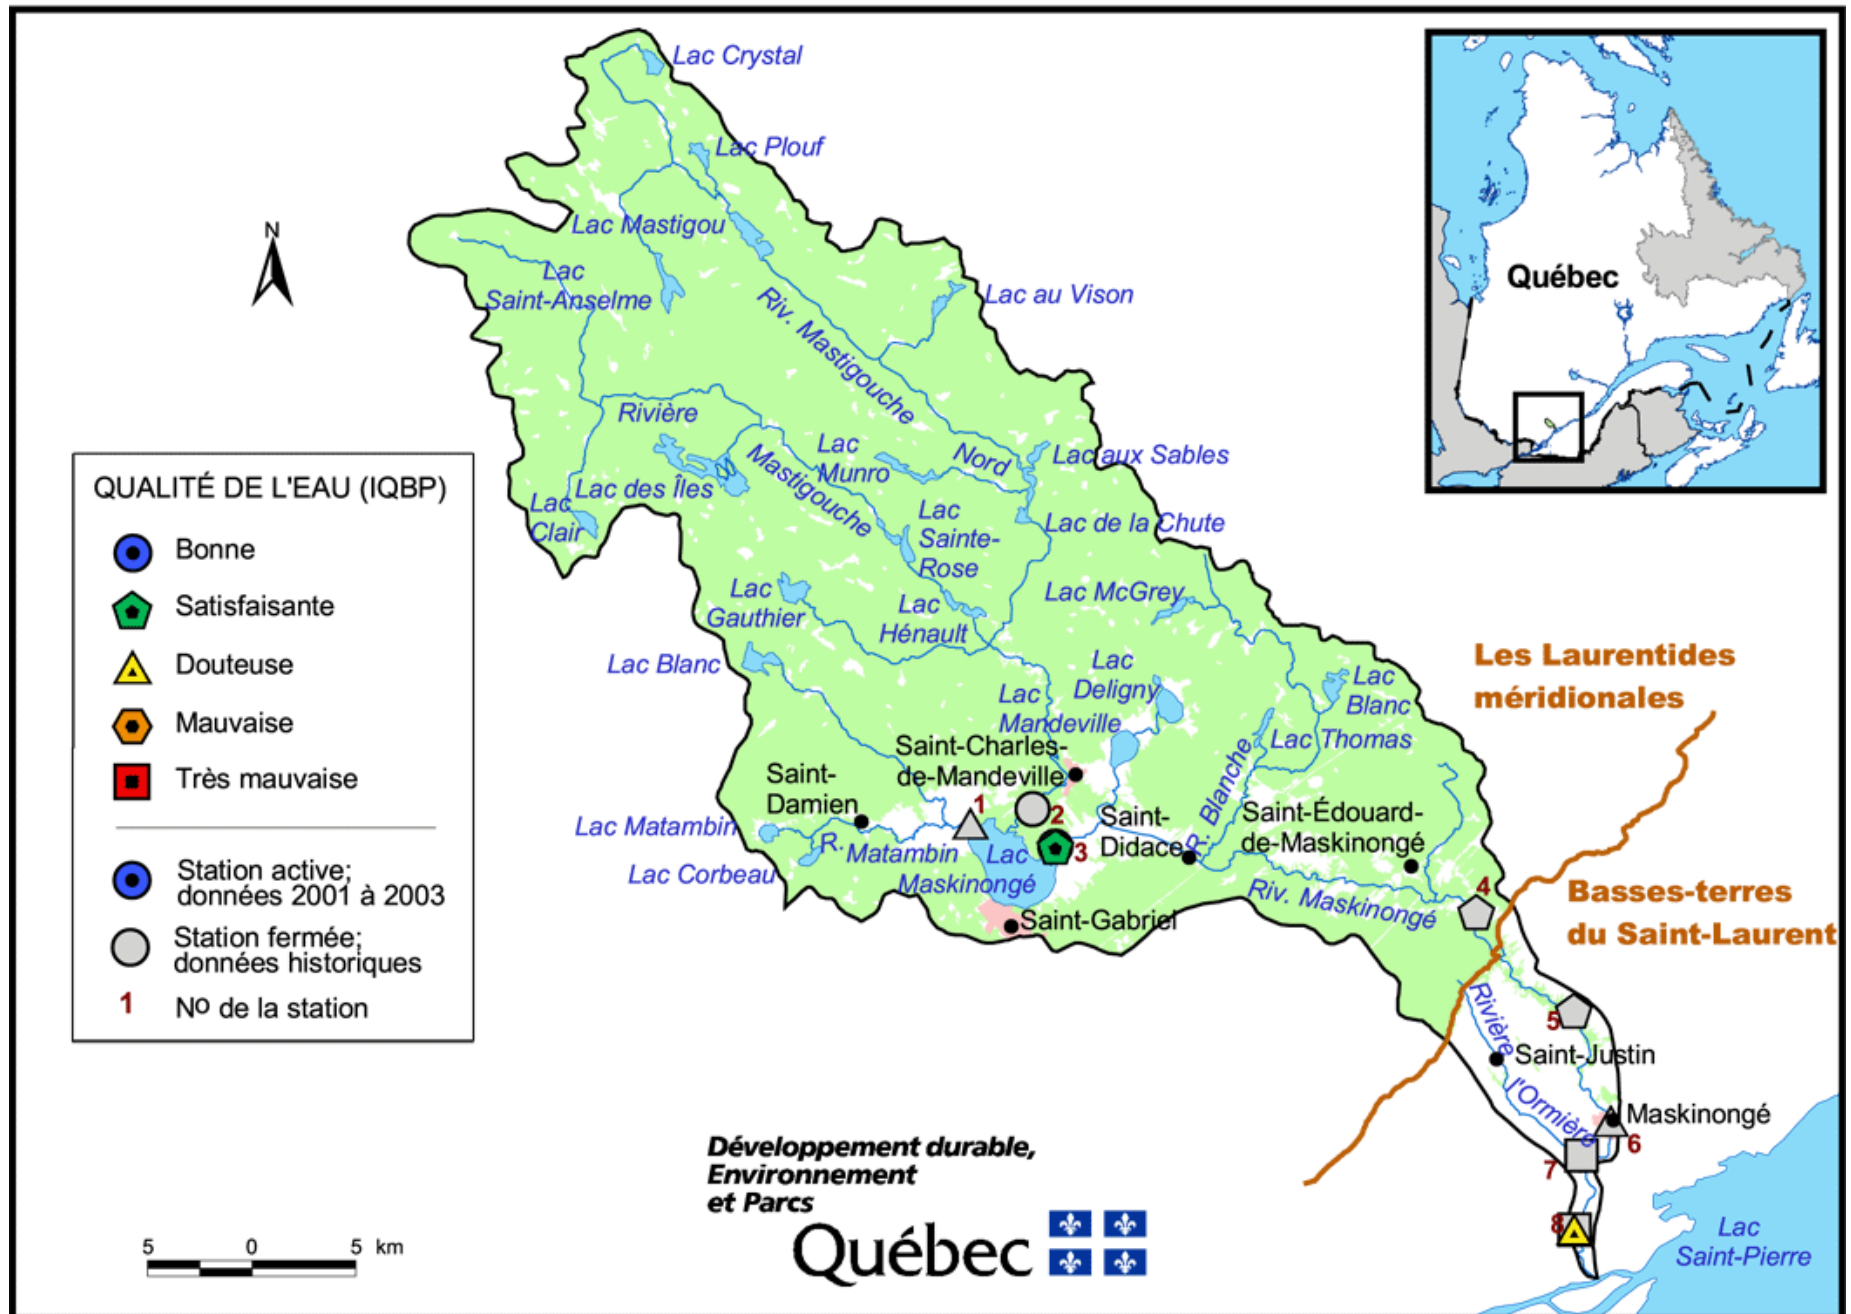 Lac Crystal
Lac Plouf
N
Lac Mastigou
Lac
Saint-Anselme
Lac au Vison
Riv. Mastigouche
Nord
Québec
Rivière
Mastigouche
Lac
Munro
Lac aux Sables
Lac des Îles
Lac
Clair
Lac
Sainte-
Rose
Lac de la Chute
Lac
Gauthier
Lac
Hénault
Lac McGrey
Lac Blanc
Lac
Deligny
Lac
Mandeville
Lac
Blanc
Lac Thomas
R. Blanche
Saint-Charles-
de-Mandeville
Saint-
Damien
1
2
3
Saint-
Didace
Saint-Édouard-
de-Maskinongé
Lac Matambin
R. Matambin
Lac
Maskinongé
Lac Corbeau
Saint-Gabriel
Riv. Maskinongé
4
Les Laurentides
méridionales
Basses-terres
du Saint-Laurent
5
Rivière
l'Ormière
Saint-Justin
Maskinongé
6
7
8
Lac
Saint-Pierre
QUALITÉ DE L'EAU (IQBP)
Bonne
Satisfaisante
Douteuse
Mauvaise
Très mauvaise
Station active;
données 2001 à 2003
Station fermée;
données historiques
1 No de la station
5 0 5 km
Développement durable,
Environnement
et Parcs
Québec